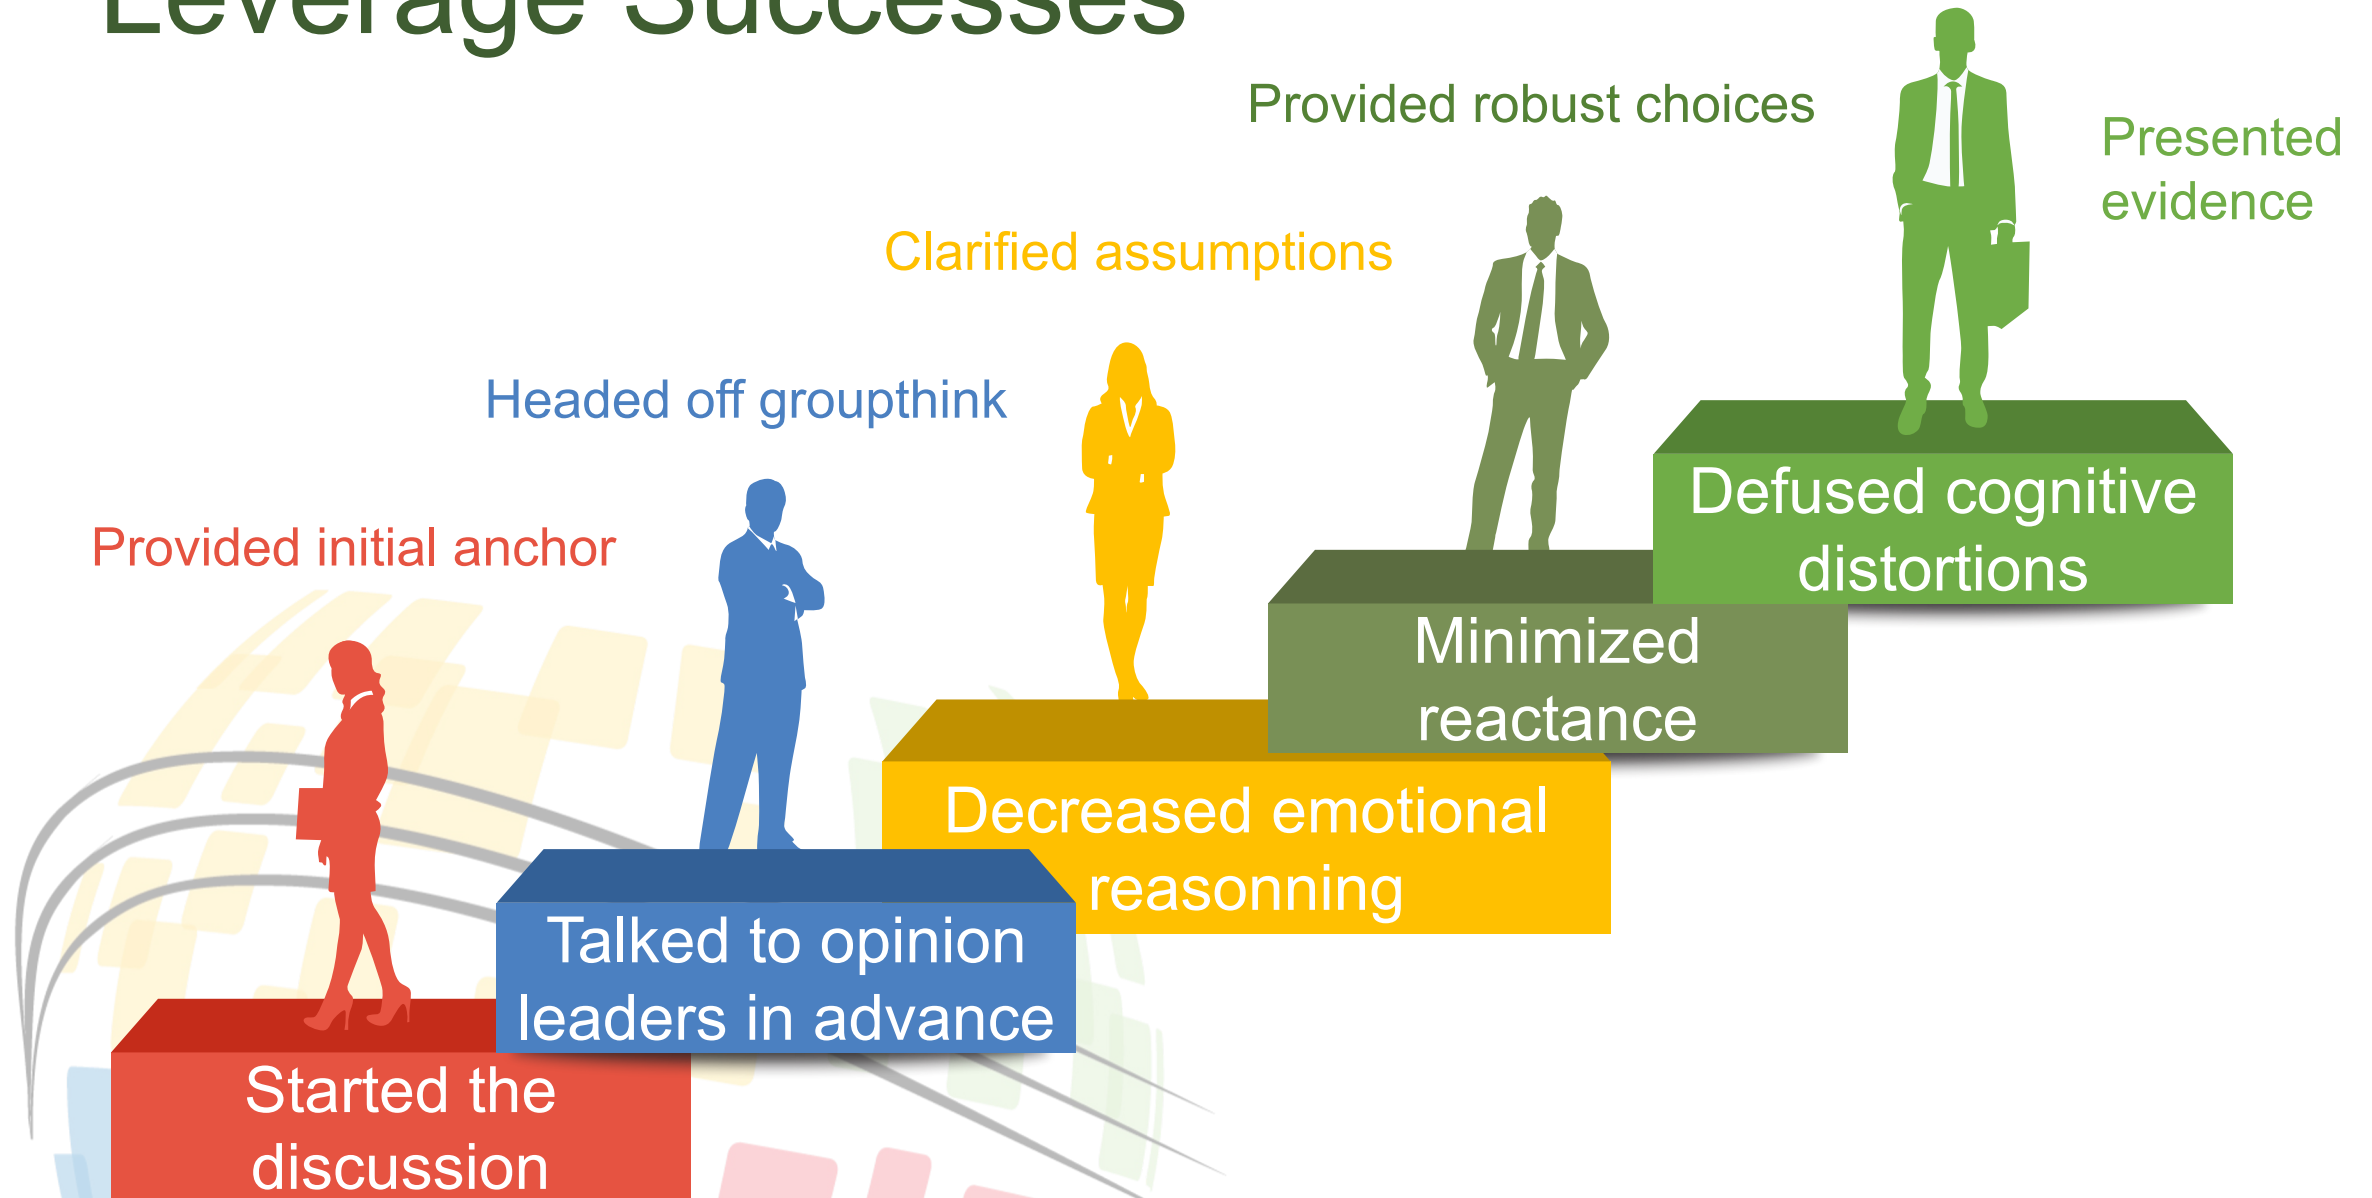 Leverage Successes
Provided robust choices
Presented
evidence
Clarified assumptions
Headed off groupthink
Provided initial anchor
Defused cognitive
distortions
Minimized
reactance
Decreased emotional
reasonning
Talked to opinion
leaders in advance
Started the
discussion